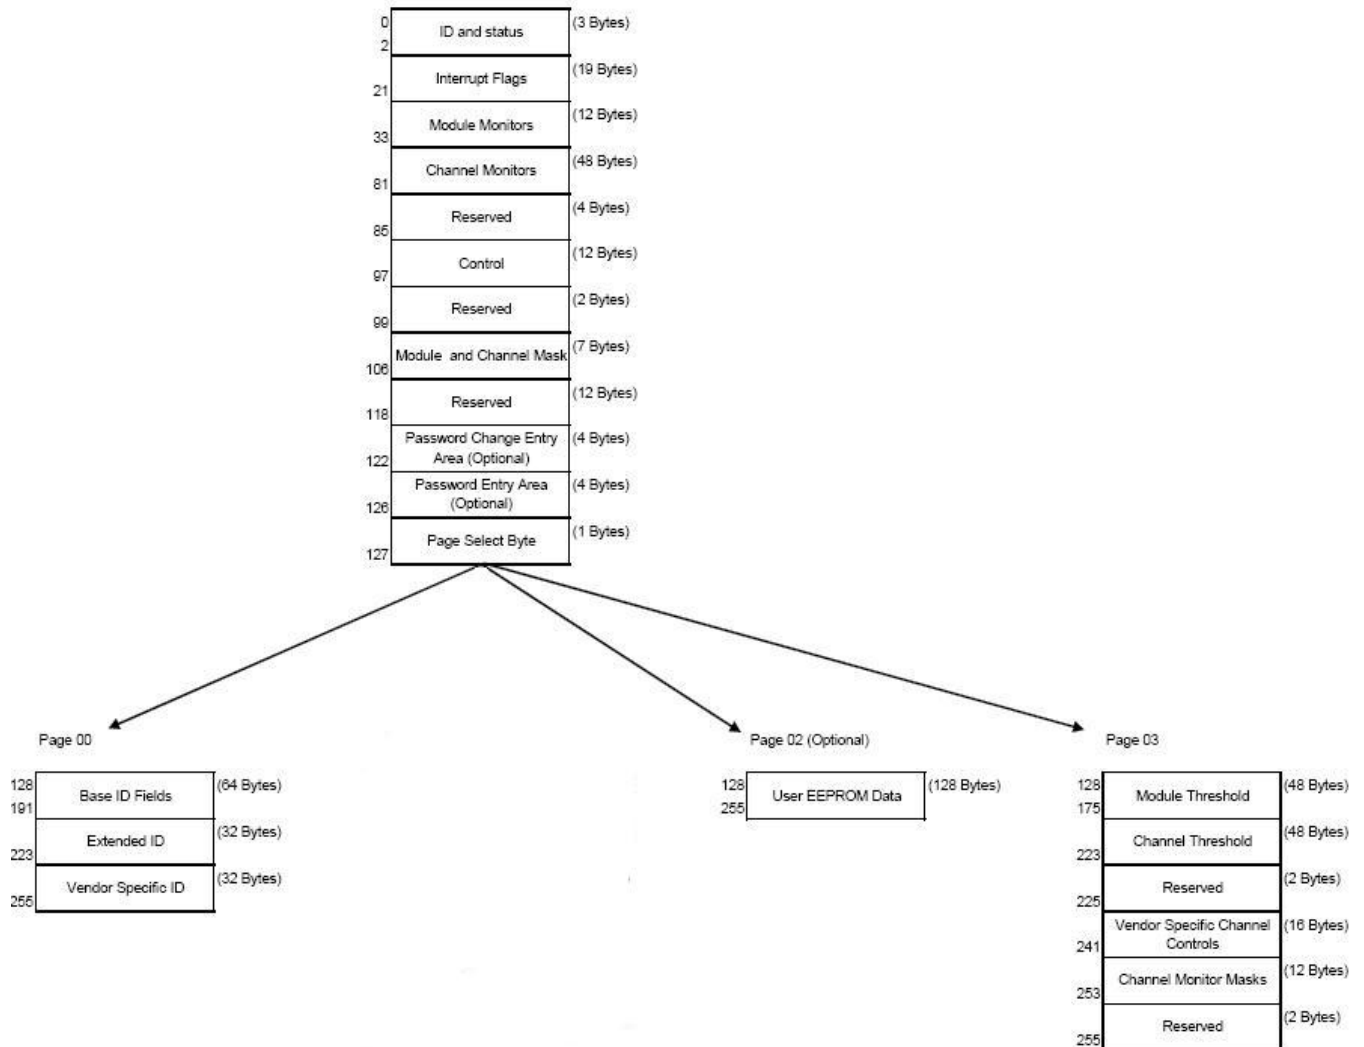 0
ID and status
(3 Bytes)
2
Interrupt Flags
(19 Bytes)
21
Module Monitors
(12 Bytes)
33
Channel Monitors
(48 Bytes)
81
Reserved
(4 Bytes)
85
Control
(12 Bytes)
97
Reserved
(2 Bytes)
99
Module and Channel Mask
(7 Bytes)
106
Reserved
(12 Bytes)
118
Password Change Entry
Area (Optional)
(4 Bytes)
122
Password Entry Area
(Optional)
(4 Bytes)
126
Page Select Byte
(1 Bytes)
127
Page 00
128
Base ID Fields
(64 Bytes)
191
Extended ID
(32 Bytes)
223
Vendor Specific ID
(32 Bytes)
255
Page 02 (Optional)
128
User EEPROM Data
(128 Bytes)
255
Page 03
128
Module Threshold
(48 Bytes)
175
Channel Threshold
(48 Bytes)
223
Reserved
(2 Bytes)
225
Vendor Specific Channel
Controls
(16 Bytes)
241
Channel Monitor Masks
(12 Bytes)
253
Reserved
(2 Bytes)
255